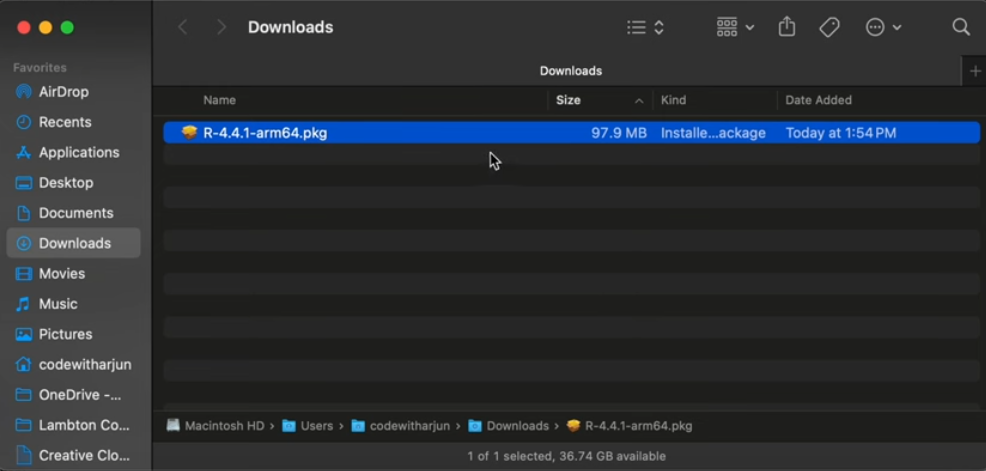 Downloads
Downloads
Favorites
AirDrop
Recents
Applications
Desktop
Documents
Downloads
Movies
Music
Pictures
codewitharjun
OneDrive -...
Lambton Co...
Creative Clo...
Name Size Kind Date Added
R-4.4.1-arm64.pkg 97.9 MB Installe...ackage Today at 1:54 PM
Macintosh HD › Users › codewitharjun › Downloads › R-4.4.1-arm64.pkg
1 of 1 selected, 36.74 GB available